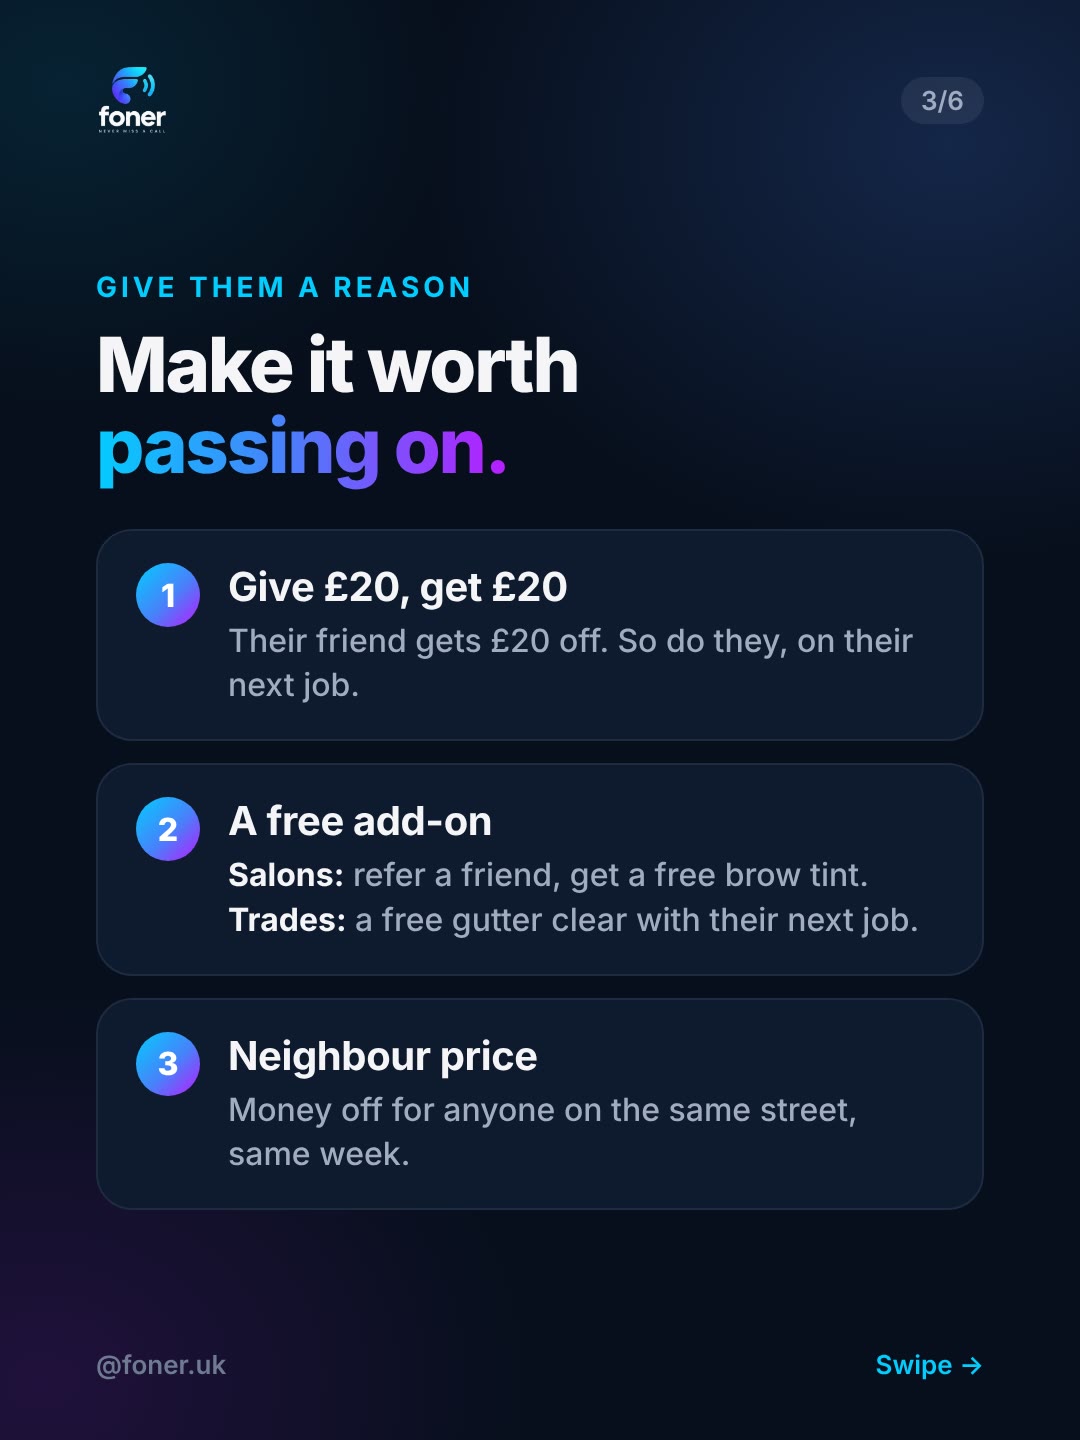 foner
NEVER MISS A CALL
3/6
GIVE THEM A REASON
Make it worth
passing on.
1
Give £20, get £20
Their friend gets £20 off. So do they, on their
next job.
2
A free add-on
Salons: refer a friend, get a free brow tint.
Trades: a free gutter clear with their next job.
3
Neighbour price
Money off for anyone on the same street,
same week.
@foner.uk
Swipe →